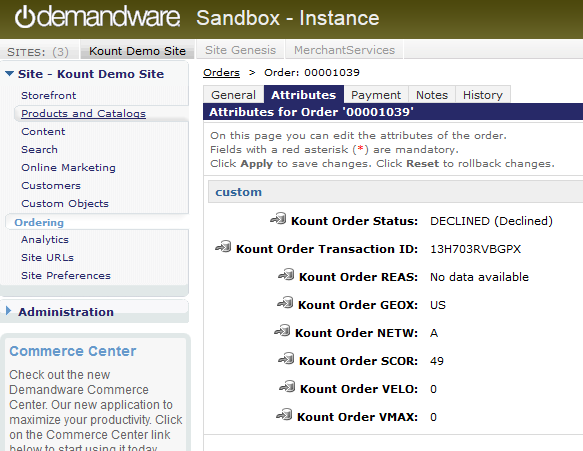 demandware Sandbox - Instance
SITES: (3) Kount Demo Site Site Genesis MerchantServices
Site - Kount Demo Site
Storefront
Products and Catalogs
Content
Search
Online Marketing
Customers
Custom Objects
Ordering
Analytics
Site URLs
Site Preferences
Administration
Commerce Center
Check out the new
Demandware Commerce
Center. Our new application to
maximize your productivity. Click
on the Commerce Center link
below to start using it today
Orders > Order: 00001039
General Attributes Payment Notes History
Attributes for Order '00001039'
On this page you can edit the attributes of the order.
Fields with a red asterisk (*) are mandatory.
Click Apply to save changes. Click Reset to rollback changes.
custom
Kount Order Status: DECLINED (Declined)
Kount Order Transaction ID: 13H703RVBGPX
Kount Order REAS: No data available
Kount Order GEOX: US
Kount Order NETW: A
Kount Order SCOR: 49
Kount Order VELO: 0
Kount Order VMAX: 0